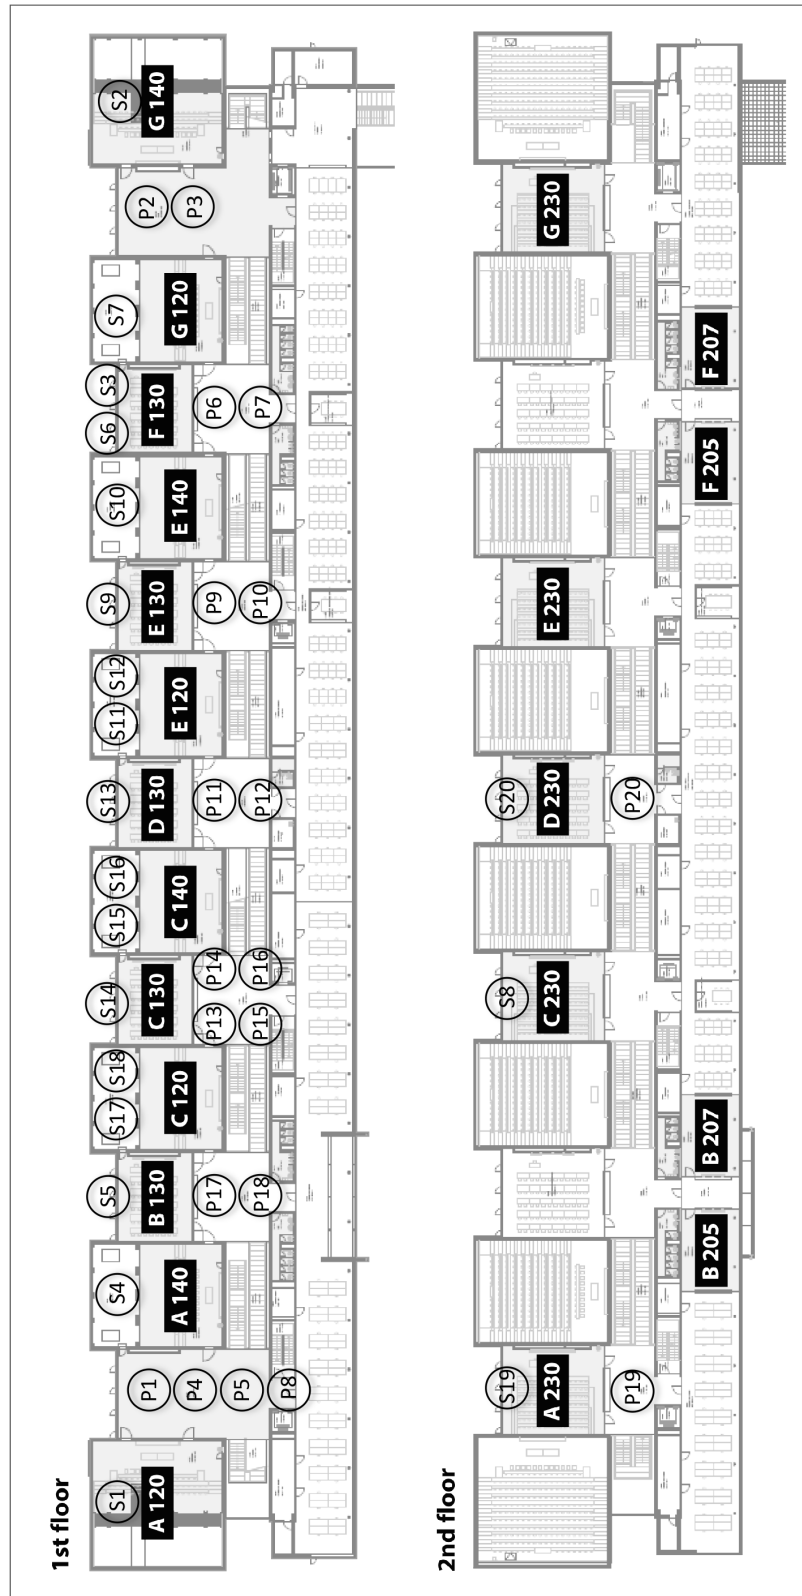 1st floor
A 120
S1
P1
P4
P5
P8
A 140
S4
B 130
S5
P17
P18
C 120
S17
S18
C 130
S14
P13
P14
P15
P16
C 140
S15
S16
D 130
S13
P11
P12
E 120
S11
S12
E 130
S9
P9
P10
E 140
S10
F 130
S6
S3
P6
P7
G 120
S7
P2
P3
G 140
S2
2nd floor
A 230
S19
P19
B 205
B 207
C 230
S8
D 230
S20
P20
E 230
F 205
F 207
G 230